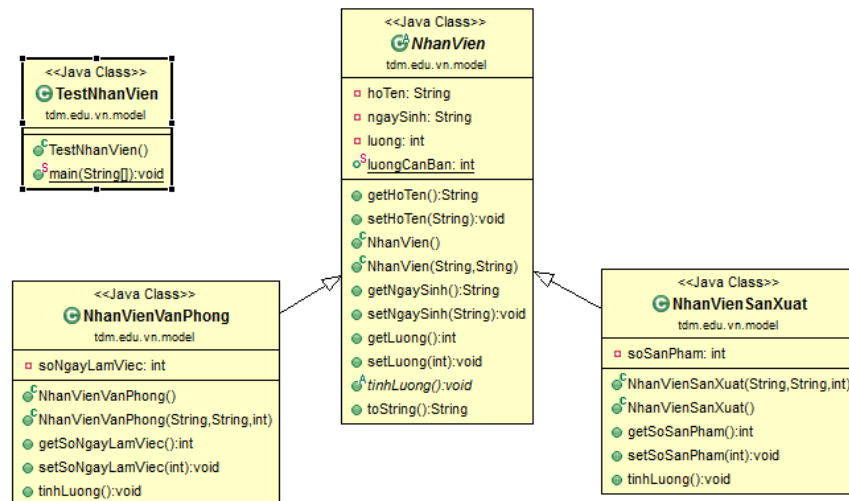 <<Java Class>>
TestNhanVien
tdm.edu.vn.model
TestNhanVien()
main(String[]):void
<<Java Class>>
NhanVien
tdm.edu.vn.model
hoTen: String
ngaySinh: String
luong: int
luongCanBan: int
getHoTen():String
setHoTen(String):void
NhanVien()
NhanVien(String,String)
getNgaySinh():String
setNgaySinh(String):void
getLuong():int
setLuong(int):void
tinhLuong():void
toString():String
<<Java Class>>
NhanVienVanPhong
tdm.edu.vn.model
soNgayLamViec: int
NhanVienVanPhong()
NhanVienVanPhong(String,String,int)
getSoNgayLamViec():int
setSoNgayLamViec(int):void
tinhLuong():void
<<Java Class>>
NhanVienSanXuat
tdm.edu.vn.model
soSanPham: int
NhanVienSanXuat(String,String,int)
NhanVienSanXuat()
getSoSanPham():int
setSoSanPham(int):void
tinhLuong():void